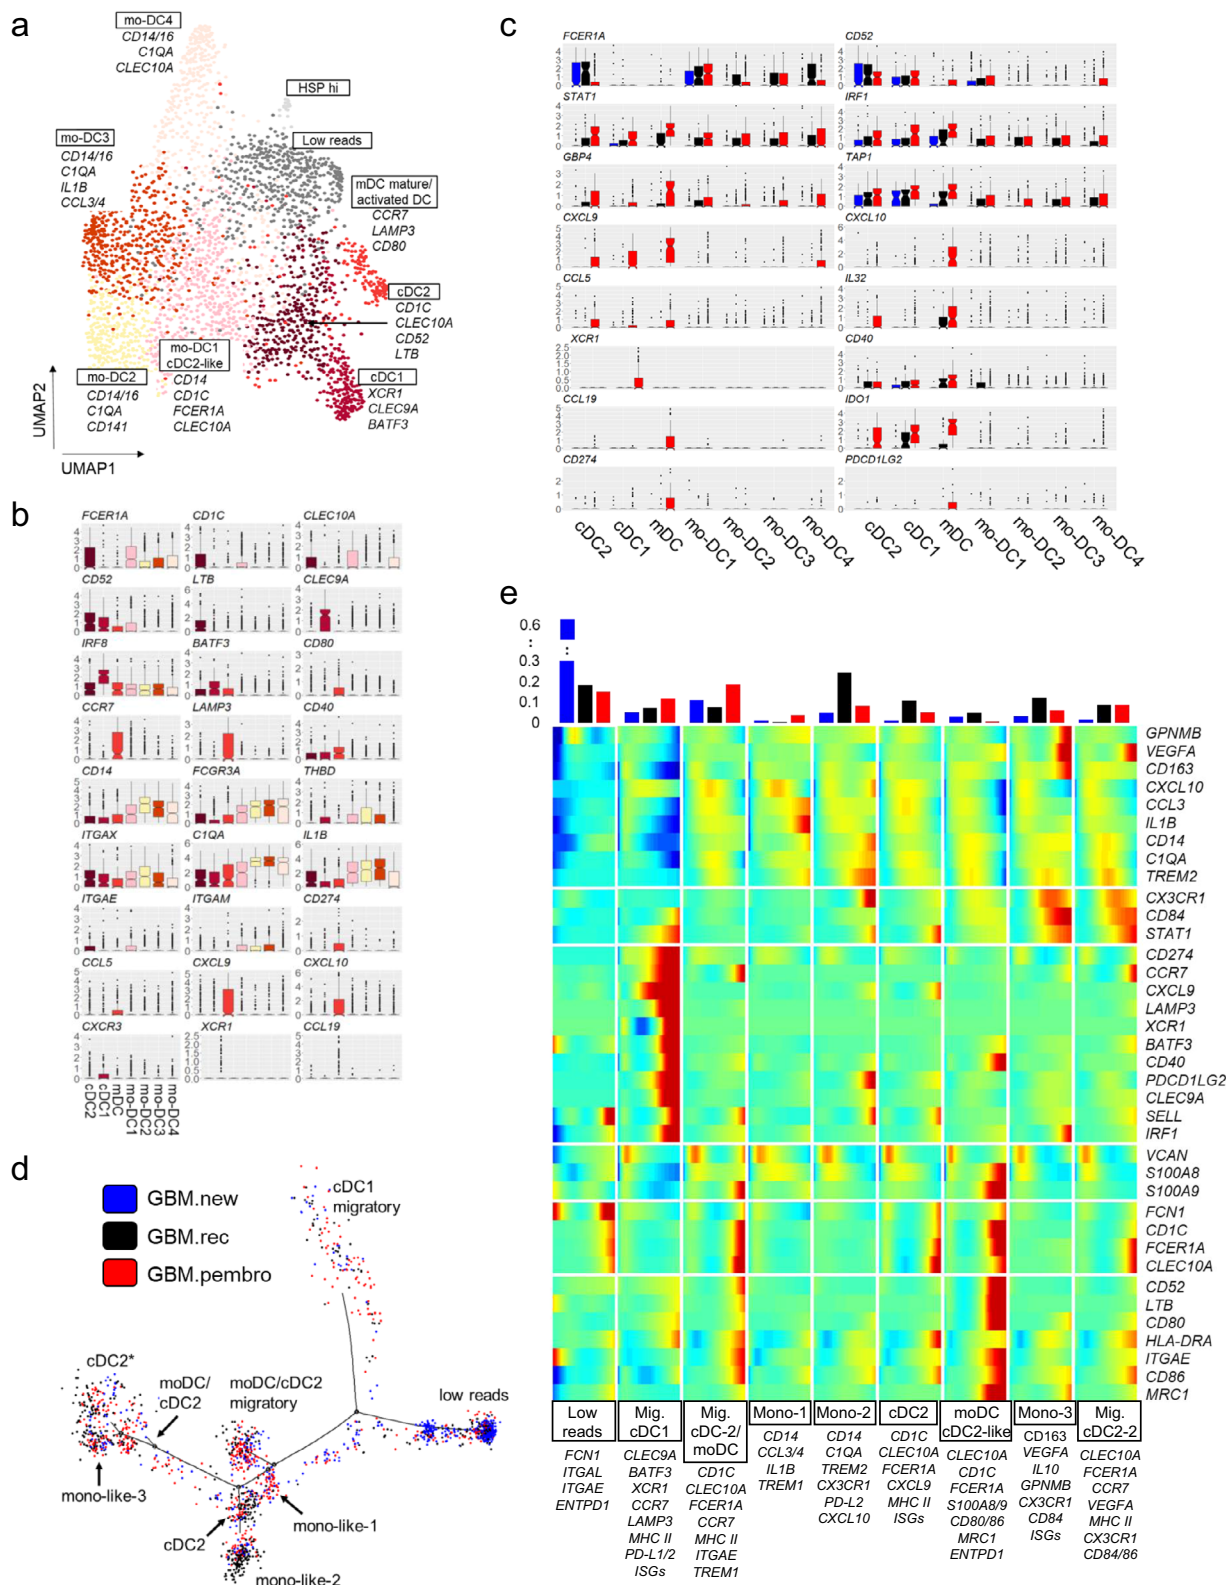 a
mo-DC4
CD14/16
C1QA
CLEC10A
HSP hi
Low reads
mo-DC3
CD14/16
C1QA
IL1B
CCL3/4
mDC mature/
activated DC
CCR7
LAMP3
CD80
cDC2
CD1C
CLEC10A
CD52
LTB
mo-DC1
cDC2-like
CD14
CD1C
FCER1A
CLEC10A
mo-DC2
CD14/16
C1QA
CD141
cDC1
XCR1
CLEC9A
BATF3
UMAP2
UMAP1
b
FCER1A CD1C CLEC10A
CD52 LTB CLEC9A
IRF8 BATF3 CD80
CCR7 LAMP3 CD40
CD14 FCGR3A THBD
ITGAX C1QA IL1B
ITGAE ITGAM CD274
CCL5 CXCL9 CXCL10
CXCR3 XCR1 CCL19
cDC2 cDC1 mDC mo-DC1 mo-DC2 mo-DC3 mo-DC4
c
FCER1A CD52
STAT1 IRF1
GBP4 TAP1
CXCL9 CXCL10
CCL5 IL32
XCR1 CD40
CCL19 IDO1
CD274 PDCD1LG2
cDC2 cDC1 mDC mo-DC1 mo-DC2 mo-DC3 mo-DC4
cDC2 cDC1 mDC mo-DC1 mo-DC2 mo-DC3 mo-DC4
d
GBM.new
GBM.rec
GBM.pembro
cDC1
migratory
cDC2*
moDC/
cDC2
moDC/cDC2
migratory
low reads
mono-like-3
mono-like-1
cDC2
mono-like-2
e
0.6
0.3
0.1
0
GPNMB
VEGFA
CD163
CXCL10
CCL3
IL1B
CD14
C1QA
TREM2
CX3CR1
CD84
STAT1
CD274
CCR7
CXCL9
LAMP3
XCR1
BATF3
CD40
PDCD1LG2
CLEC9A
SELL
IRF1
VCAN
S100A8
S100A9
FCN1
CD1C
FCER1A
CLEC10A
CD52
LTB
CD80
HLA-DRA
ITGAE
CD86
MRC1
Low
reads
FCN1
ITGAL
ITGAE
ENTPD1
Mig.
cDC1
CLEC9A
BATF3
XCR1
CCR7
LAMP3
MHC II
PD-L1/2
ISGs
Mig.
cDC-2/
moDC
CD1C
CLEC10A
FCER1A
CCR7
MHC II
ITGAE
TREM1
Mono-1
CD14
CCL3/4
IL1B
TREM1
Mono-2
CD14
C1QA
TREM2
CX3CR1
PD-L2
CXCL10
cDC2
CD1C
CLEC10A
FCER1A
CXCL9
MHC II
ISGs
moDC
cDC2-like
CLEC10A
CD1C
FCER1A
S100A8/9
CD80/86
MRC1
ENTPD1
Mono-3
CD163
VEGFA
IL10
GPNMB
CX3CR1
CD84
ISGs
Mig.
cDC2-2
CLEC10A
FCER1A
CCR7
VEGFA
MHC II
CX3CR1
CD84/86